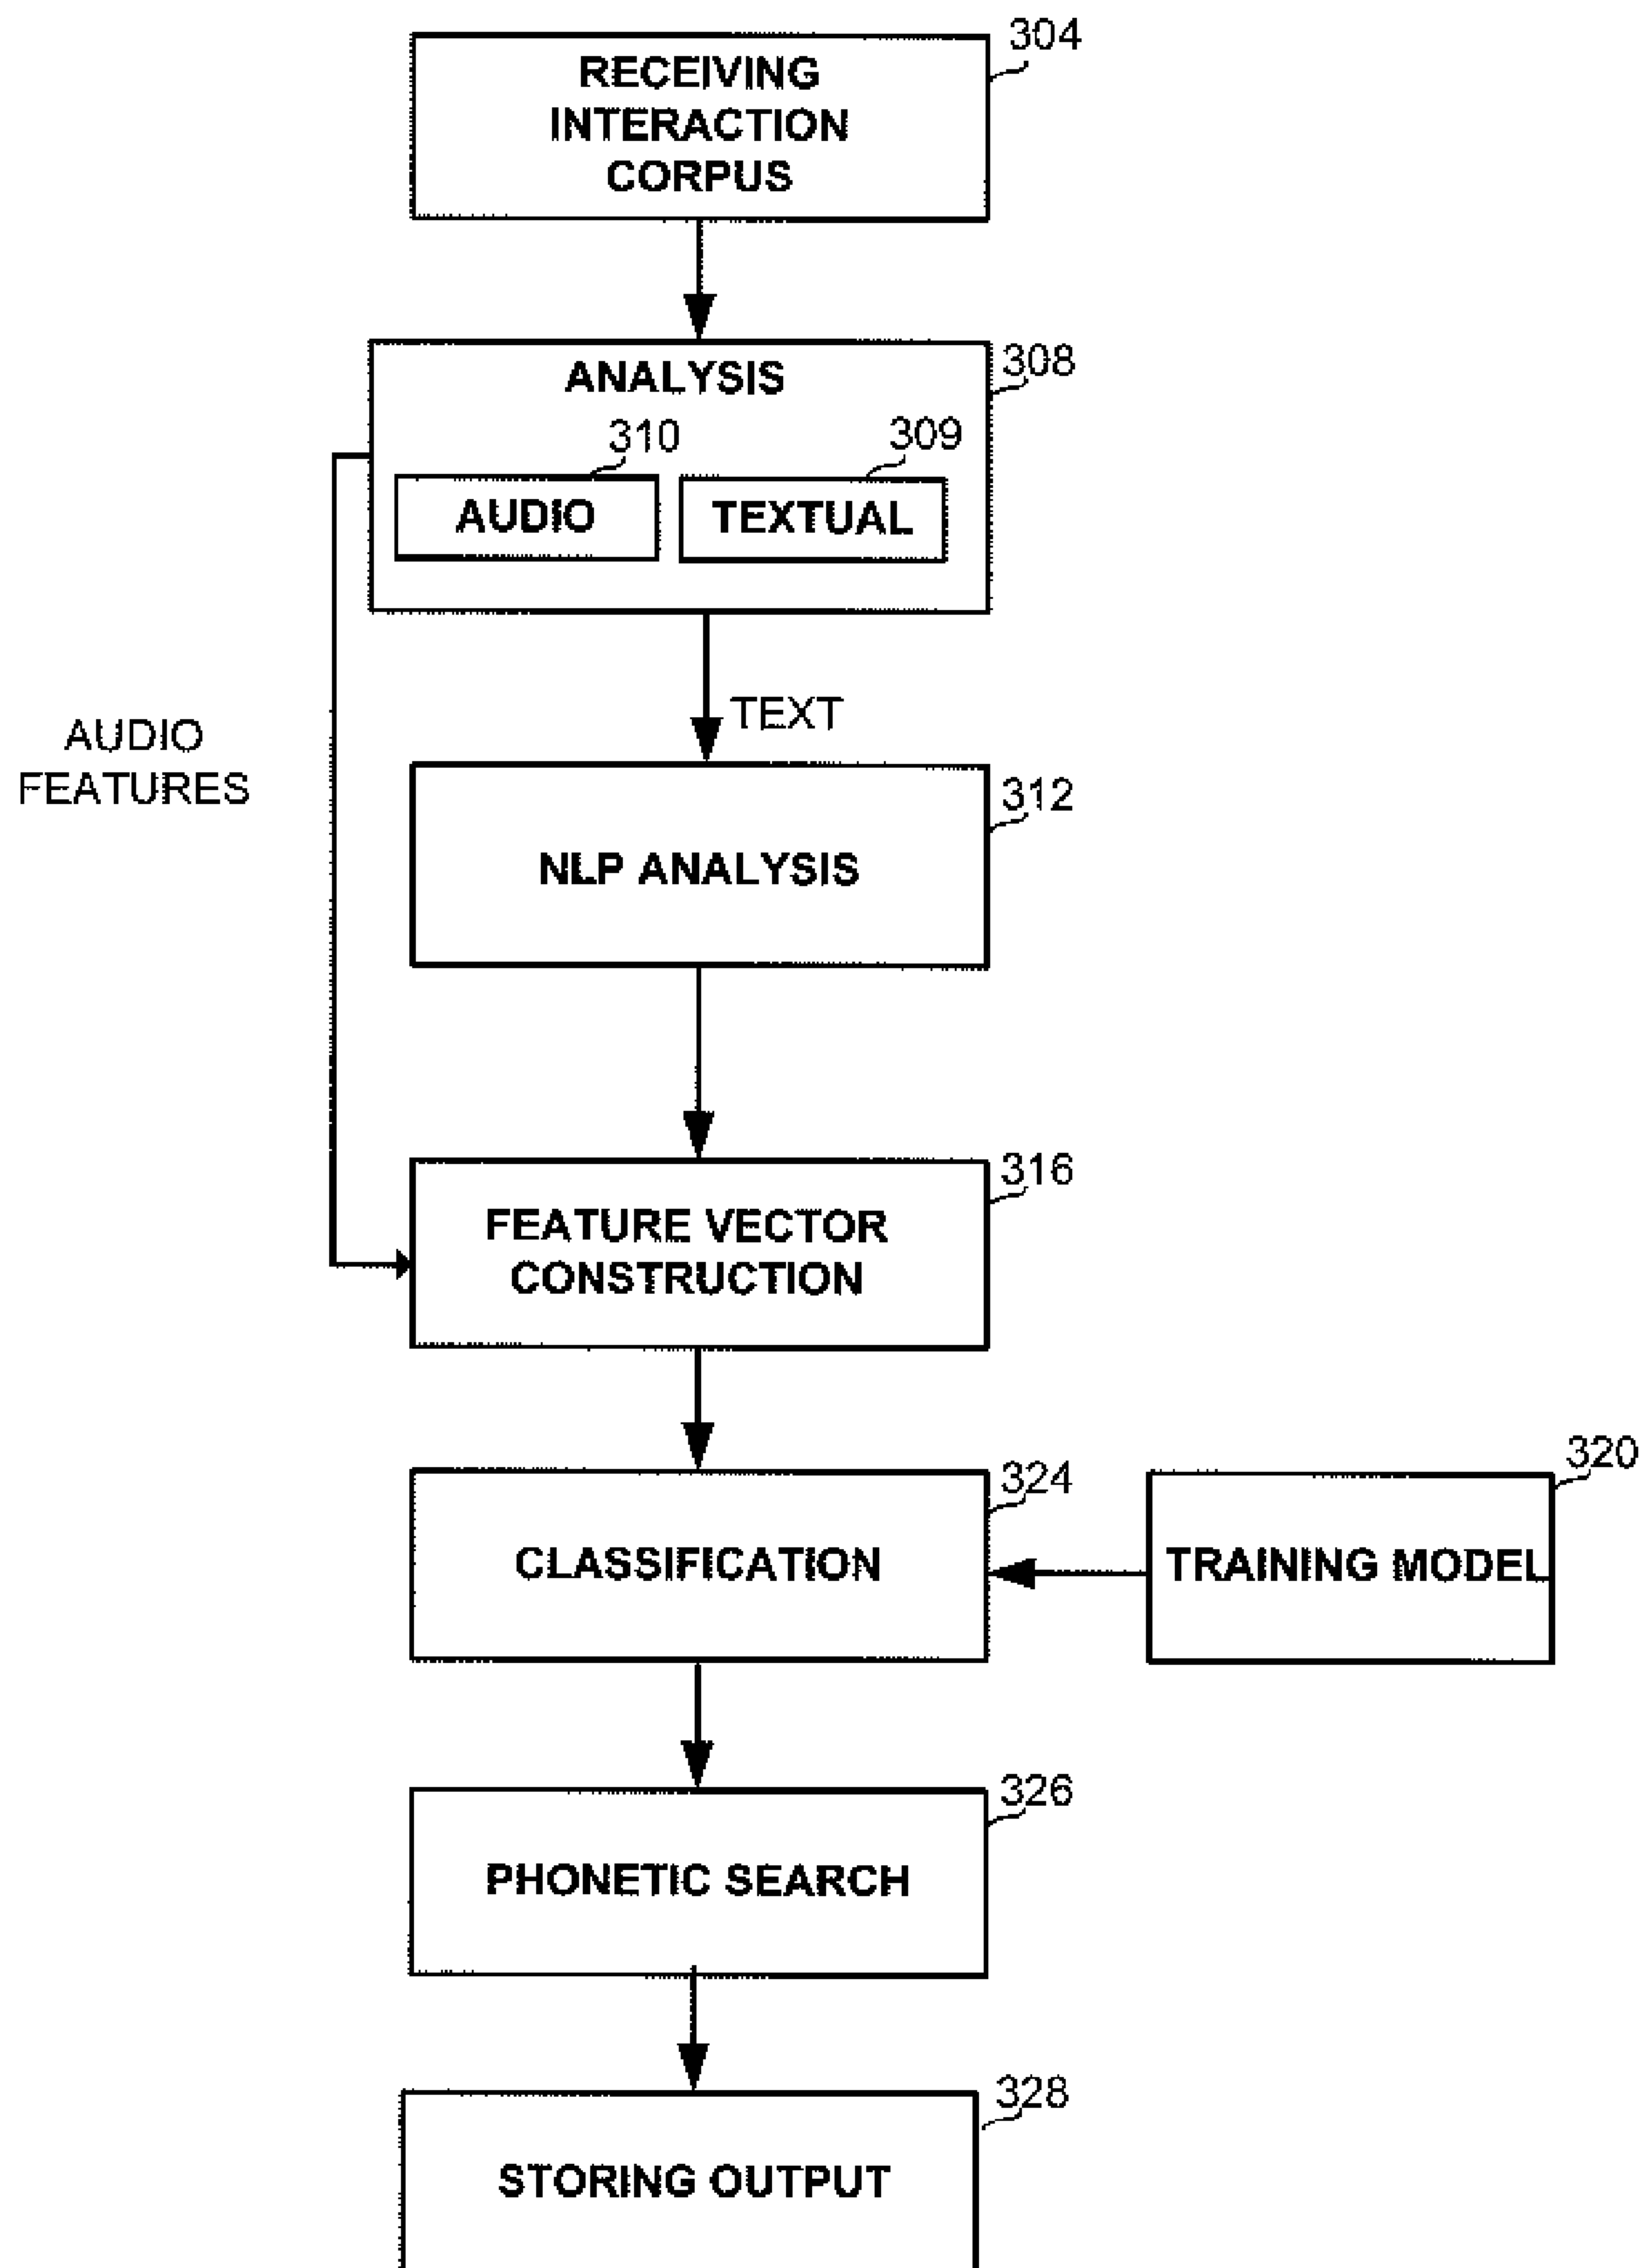 304
RECEIVING
INTERACTION
CORPUS
308
ANALYSIS
310
309
AUDIO
TEXTUAL
TEXT
AUDIO
FEATURES
312
NLP ANALYSIS
316
FEATURE VECTOR
CONSTRUCTION
324
CLASSIFICATION
320
TRAINING MODEL
326
PHONETIC SEARCH
328
STORING OUTPUT